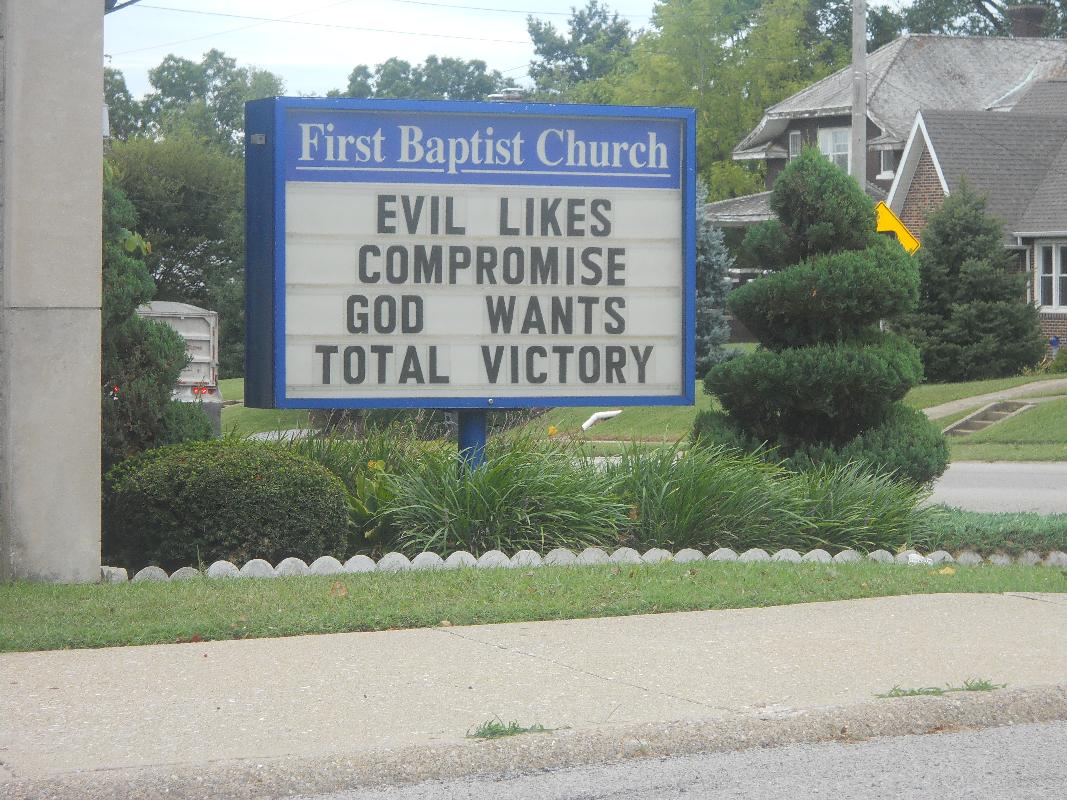 First Baptist Church
EVIL LIKES
COMPROMISE
GOD WANTS
TOTAL VICTORY